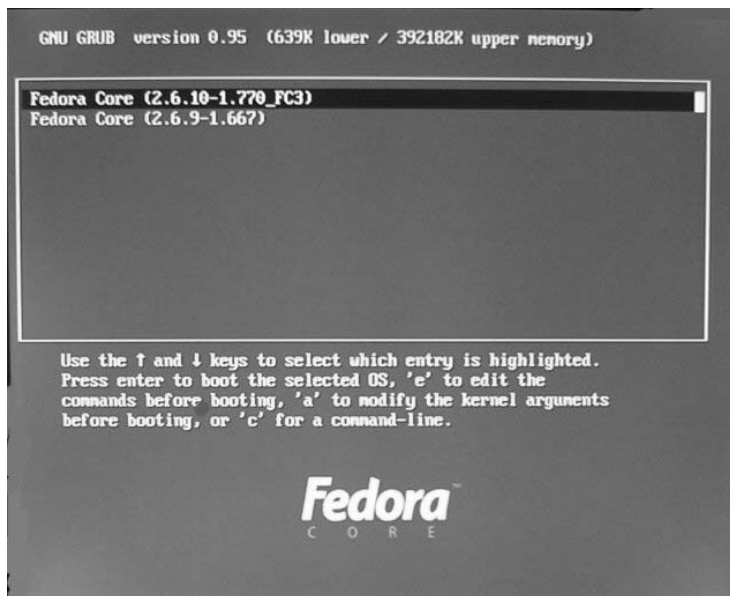 GNU GRUB version 0.95 (639K lower / 392182K upper memory)
Fedora Core (2.6.10-1.770_FC3)
Fedora Core (2.6.9-1.667)
Use the ↑ and ↓ keys to select which entry is highlighted.
Press enter to boot the selected OS, 'e' to edit the
commands before booting, 'a' to modify the kernel arguments
before booting, or 'c' for a command-line.
Fedora™
CORE